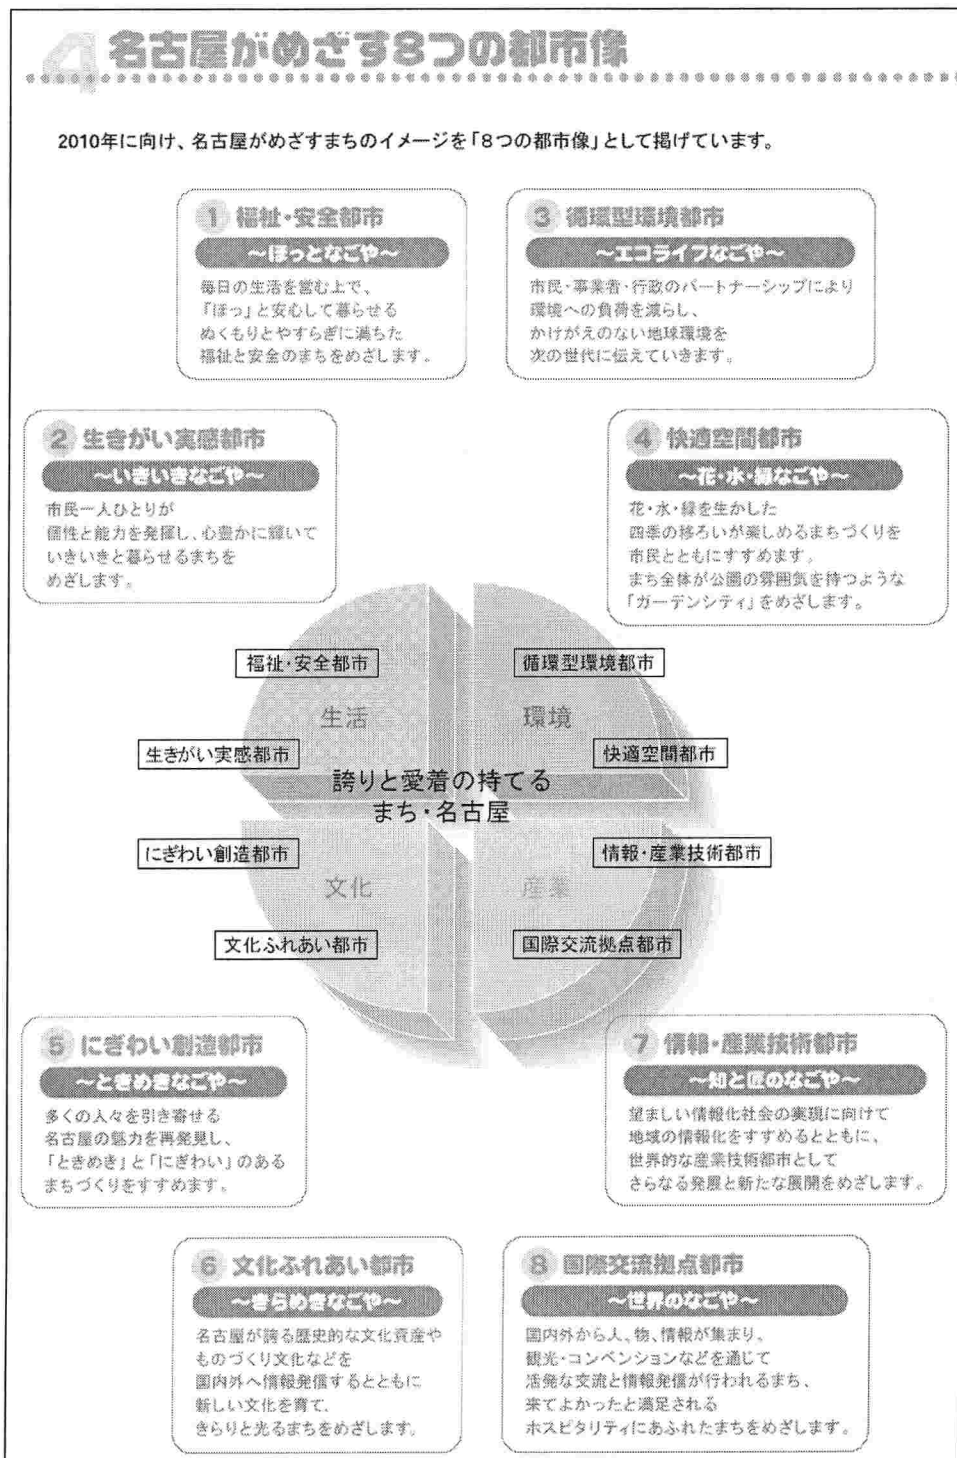 4 名古屋がめざす8つの都市像
2010年に向け、名古屋がめざすまちのイメージを「8つの都市像」として掲げています。
1 福祉・安全都市
～ほっとなごや～
毎日の生活を営む上で、
「ほっ」と安心して暮らせる
ぬくもりとやすらぎに満ちた
福祉と安全のまちをめざします。
3 循環型環境都市
～エコライフなごや～
市民・事業者・行政のパートナーシップにより
環境への負荷を減らし、
かけがえのない地球環境を
次の世代に伝えていきます。
2 生きがい実感都市
～いきいきなごや～
市民一人ひとりが
個性と能力を発揮し、心豊かに輝いて
いきいきと暮らせるまちを
めざします。
4 快適空間都市
～花・水・緑なごや～
花・水・緑を生かした
四季の移ろいが楽しめるまちづくりを
市民とともにすすめます。
まち全体が公園の雰囲気を持つような
「ガーデンシティ」をめざします。
福祉・安全都市
循環型環境都市
生活
環境
生きがい実感都市
快適空間都市
誇りと愛着の持てる
まち・名古屋
にぎわい創造都市
情報・産業技術都市
文化
産業
文化ふれあい都市
国際交流拠点都市
5 にぎわい創造都市
～ときめきなごや～
多くの人々を引き寄せる
名古屋の魅力を再発見し、
「ときめき」と「にぎわい」のある
まちづくりをすすめます。
7 情報・産業技術都市
～知と匠のなごや～
望ましい情報化社会の実現に向けて
地域の情報化をすすめるとともに、
世界的な産業技術都市として
さらなる発展と新たな展開をめざします。
6 文化ふれあい都市
～きらめきなごや～
名古屋が誇る歴史的な文化資産や
ものづくり文化などを
国内外へ情報発信するとともに
新しい文化を育て、
きらりと光るまちをめざします。
8 国際交流拠点都市
～世界のなごや～
国内外から人、物、情報が集まり、
観光・コンベンションなどを通じて
活発な交流と情報発信が行われるまち、
来てよかったと満足される
ホスピタリティにあふれたまちをめざします。